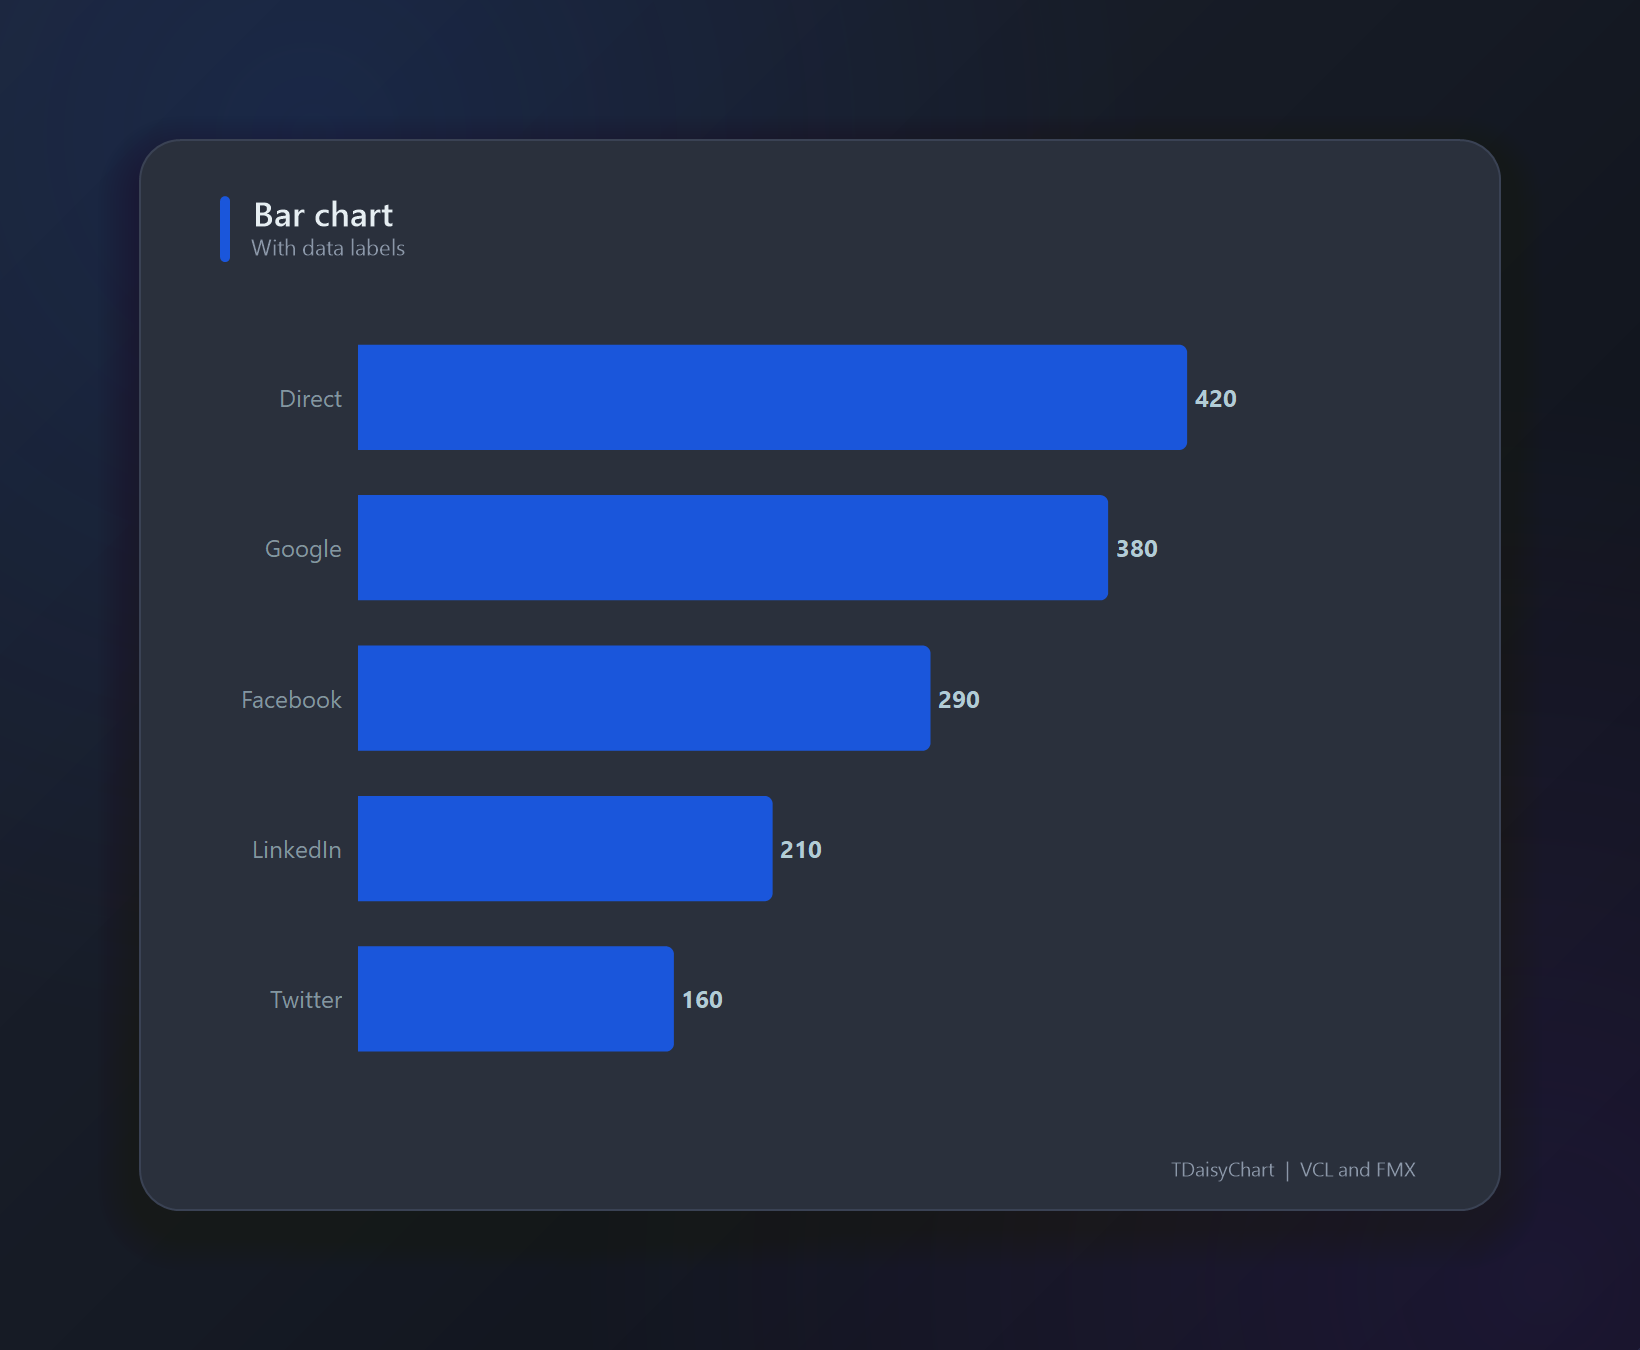 Bar chart
With data labels
Direct 420
Google 380
Facebook 290
LinkedIn 210
Twitter 160
TDaisyChart | VCL and FMX